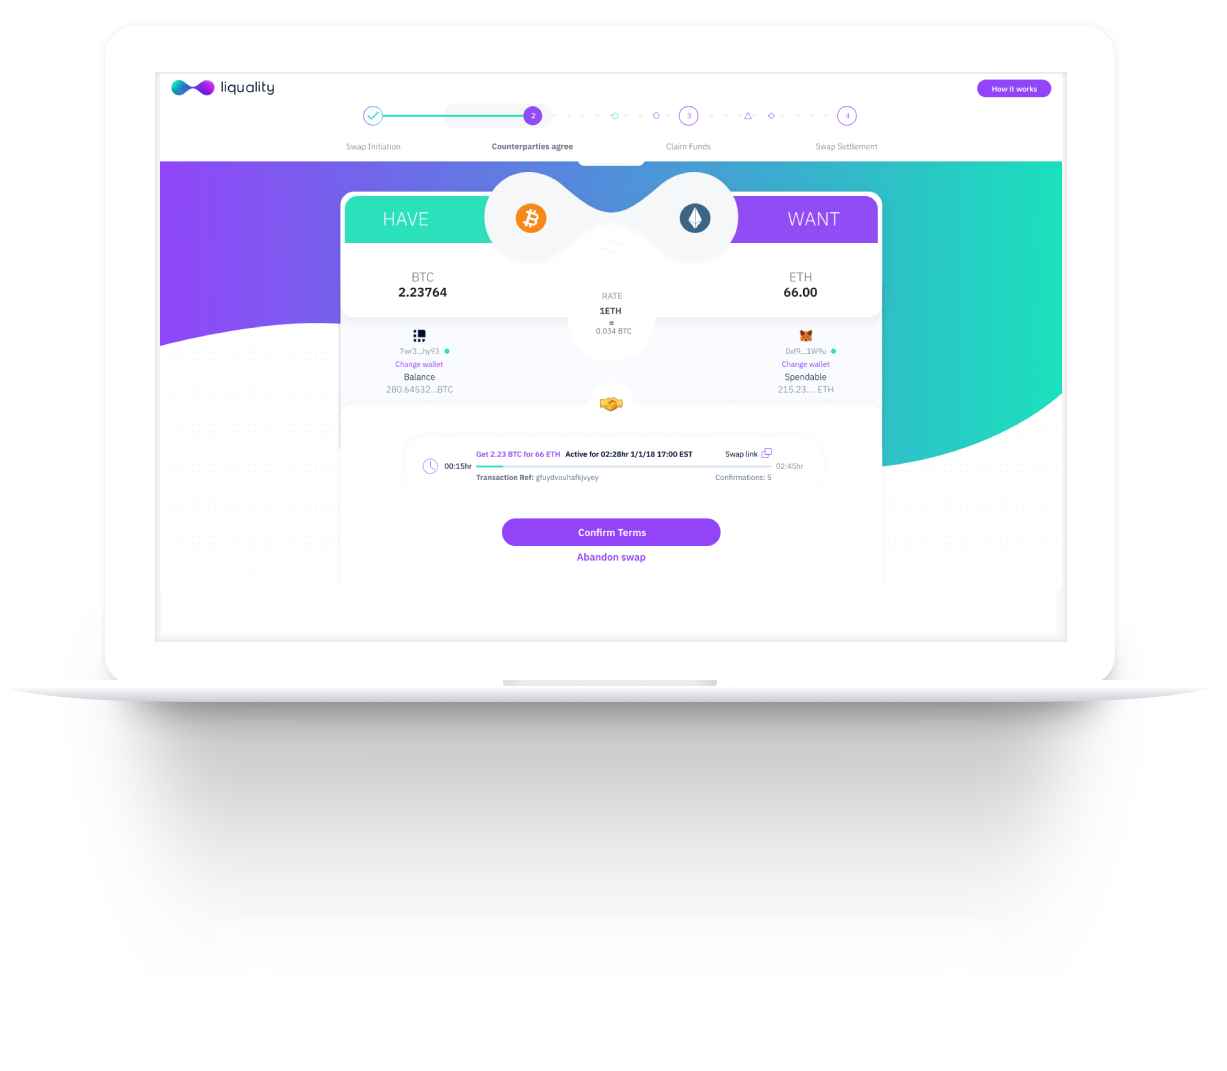 liquality
How it works
2
3
4
Swap Initiation
Counterparties agree
Claim Funds
Swap Settlement
HAVE
WANT
BTC
2.23764
ETH
66.00
RATE
1ETH
=
0.034 BTC
7wr3...hy93
Change wallet
Balance
280.64532...BTC
0xf9...1W9u
Change wallet
Spendable
215.23.... ETH
Get 2.23 BTC for 66 ETH Active for 02:28hr 1/1/18 17:00 EST
Swap link
00:15hr
02:45hr
Transaction Ref: gfuydvouhafkjvyey
Confirmations: 5
Confirm Terms
Abandon swap